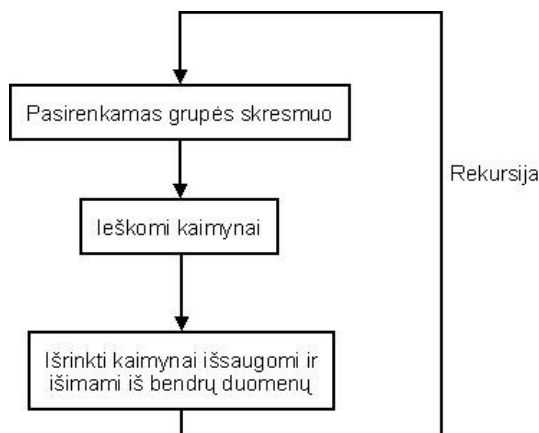 Pasirenkamas grupės skresmuo
Rekursija
Ieškomi kaimynai
Išrinkti kaimynai išsaugomi ir
išimami iš bendrų duomenų